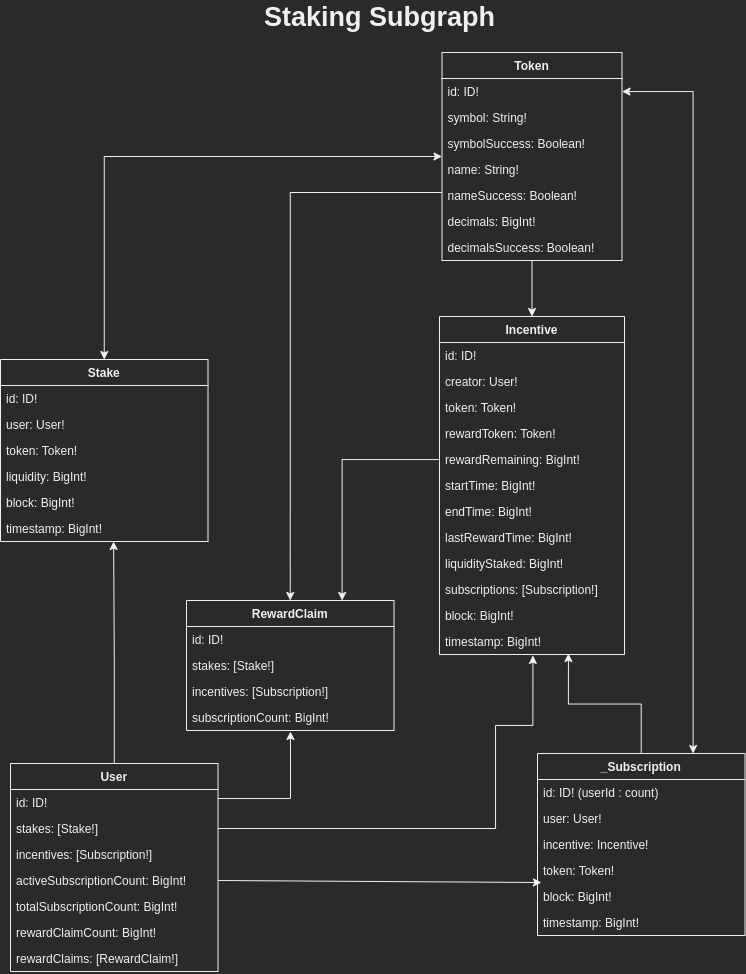 Staking Subgraph
Token
id: ID!
symbol: String!
symbolSuccess: Boolean!
name: String!
nameSuccess: Boolean!
decimals: BigInt!
decimalsSuccess: Boolean!
Incentive
id: ID!
creator: User!
token: Token!
rewardToken: Token!
rewardRemaining: BigInt!
startTime: BigInt!
endTime: BigInt!
lastRewardTime: BigInt!
liquidityStaked: BigInt!
subscriptions: [Subscription!]
block: BigInt!
timestamp: BigInt!
Stake
id: ID!
user: User!
token: Token!
liquidity: BigInt!
block: BigInt!
timestamp: BigInt!
RewardClaim
id: ID!
stakes: [Stake!]
incentives: [Subscription!]
subscriptionCount: BigInt!
User
id: ID!
stakes: [Stake!]
incentives: [Subscription!]
activeSubscriptionCount: BigInt!
totalSubscriptionCount: BigInt!
rewardClaimCount: BigInt!
rewardClaims: [RewardClaim!]
_Subscription
id: ID! (userId : count)
user: User!
incentive: Incentive!
token: Token!
block: BigInt!
timestamp: BigInt!